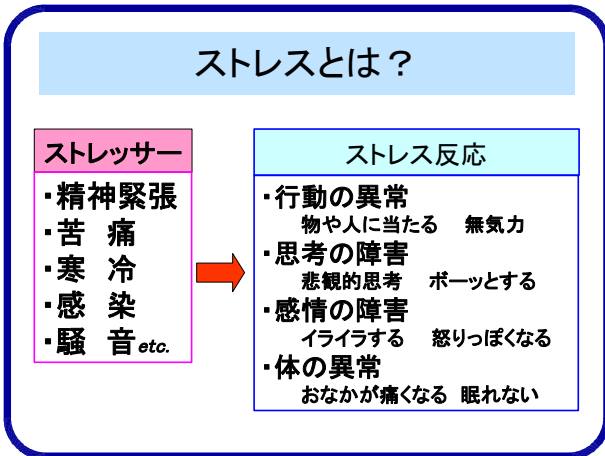 ストレスとは？
ストレッサー
・精神緊張
・苦　痛
・寒　冷
・感　染
・騒　音etc.
ストレス反応
・行動の異常
物や人に当たる　無気力
・思考の障害
悲観的思考　ボーッとする
・感情の障害
イライラする　怒りっぽくなる
・体の異常
おなかが痛くなる 眠れない